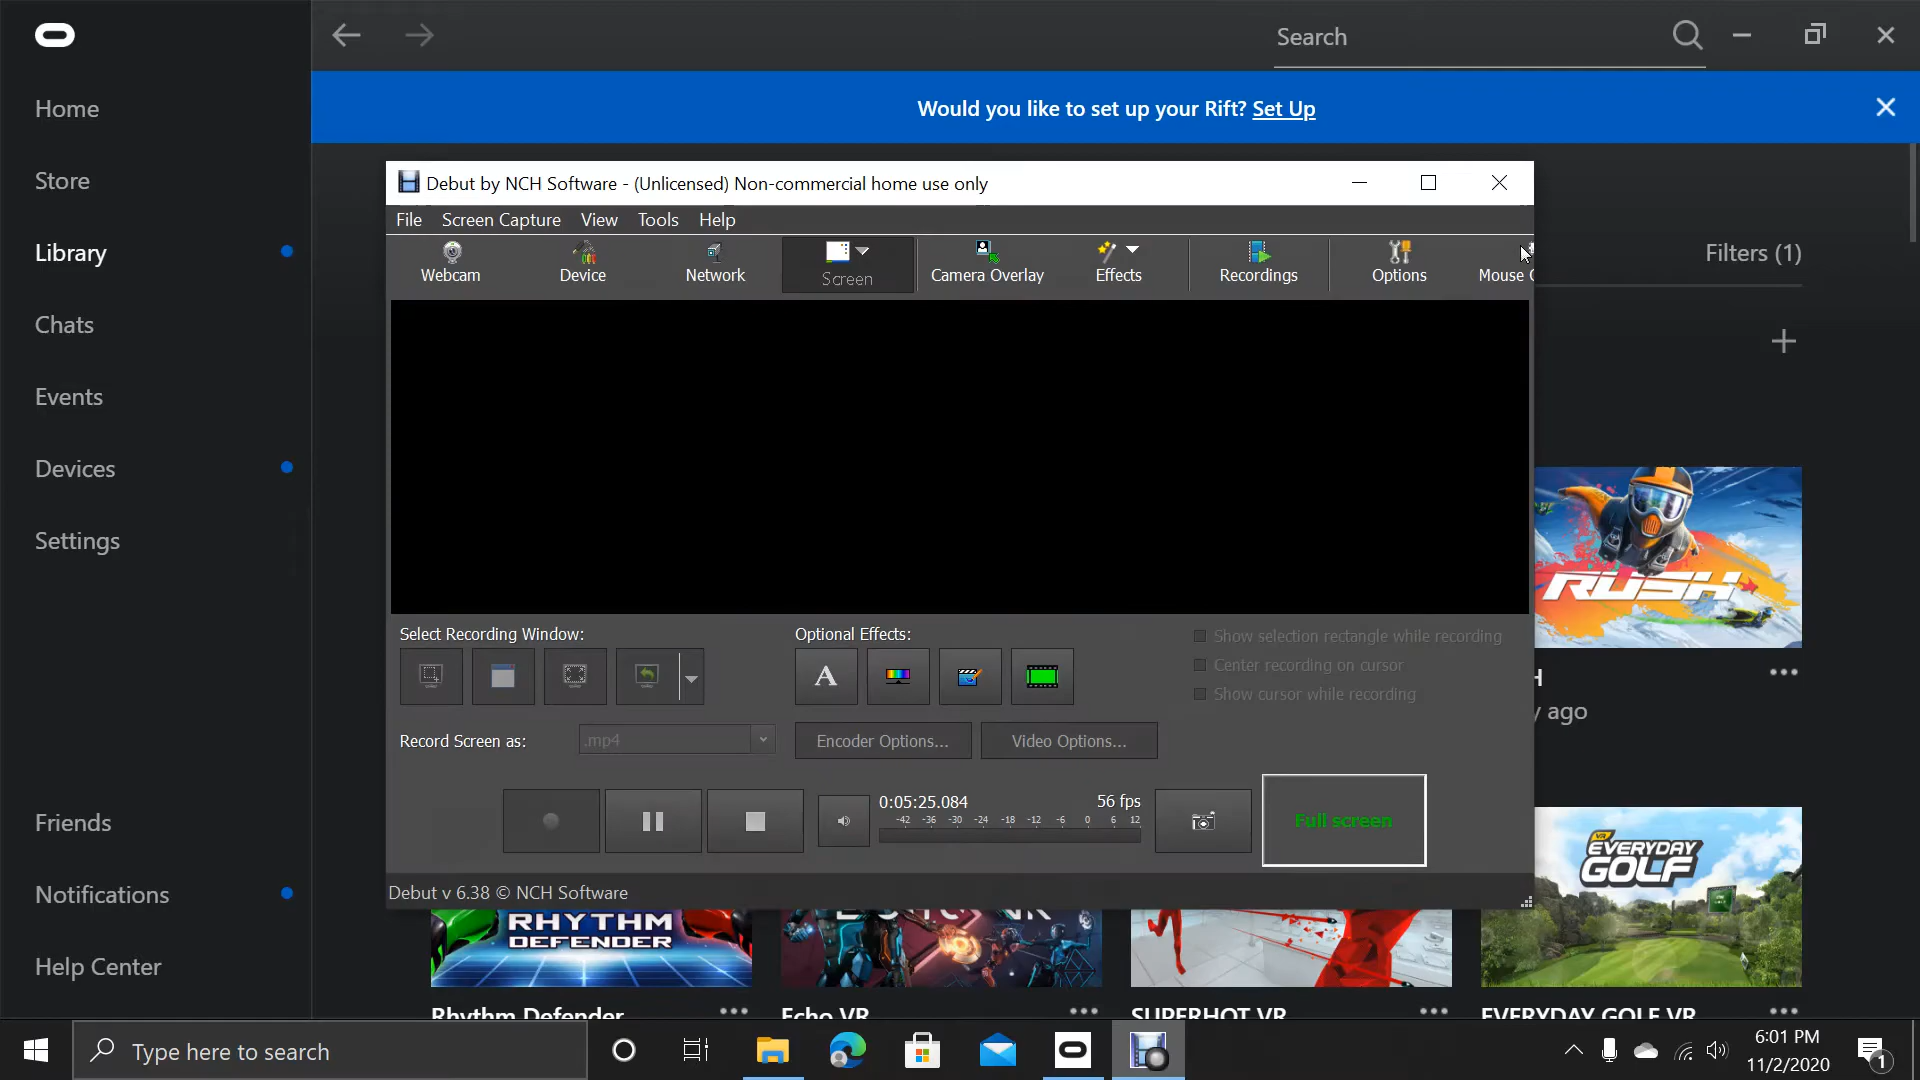 Search
Would you like to set up your Rift? Set Up
Home
Store
Library
Chats
Events
Devices
Settings
Friends
Notifications
Help Center
Filters (1)
Debut by NCH Software - (Unlicensed) Non-commercial home use only
File Screen Capture View Tools Help
Webcam Device Network Screen Camera Overlay Effects Recordings Options Mouse
Select Recording Window:
Optional Effects:
Show selection rectangle while recording
Center recording on cursor
Show cursor while recording
A
Record Screen as: .mp4 Encoder Options... Video Options...
0:05:25.084 56 fps
-42 -36 -30 -24 -18 -12 -6 0 6 12
Full screen
Debut v 6.38 © NCH Software
RUSH
H
y ago
RHYTHM
DEFENDER
VR
EVERYDAY
GOLF
Rhythm Defender
Echo VR
SUPERHOT VR
EVERYDAY GOLF VR
Type here to search
6:01 PM
11/2/2020
1